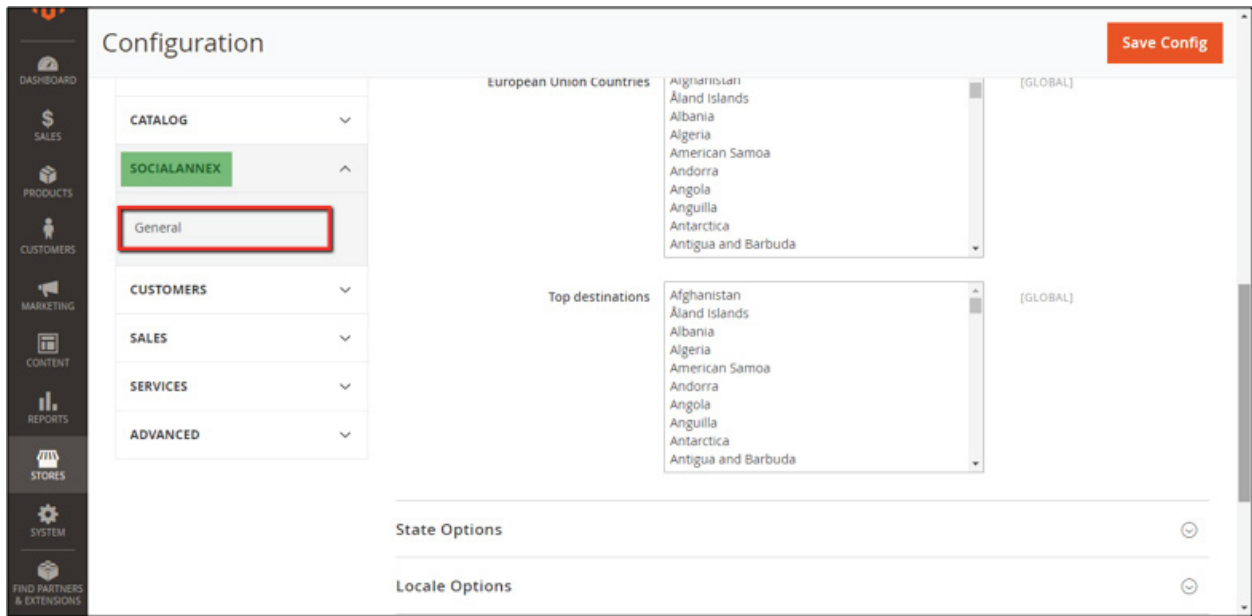 Configuration
Save Config
DASHBOARD
SALES
PRODUCTS
CUSTOMERS
MARKETING
CONTENT
REPORTS
STORES
SYSTEM
FIND PARTNERS
& EXTENSIONS
CATALOG
SOCIALANNEX
General
CUSTOMERS
SALES
SERVICES
ADVANCED
European Union Countries
Afghanistan
Åland Islands
Albania
Algeria
American Samoa
Andorra
Angola
Anguilla
Antarctica
Antigua and Barbuda
[GLOBAL]
Top destinations
Afghanistan
Åland Islands
Albania
Algeria
American Samoa
Andorra
Angola
Anguilla
Antarctica
Antigua and Barbuda
[GLOBAL]
State Options
Locale Options